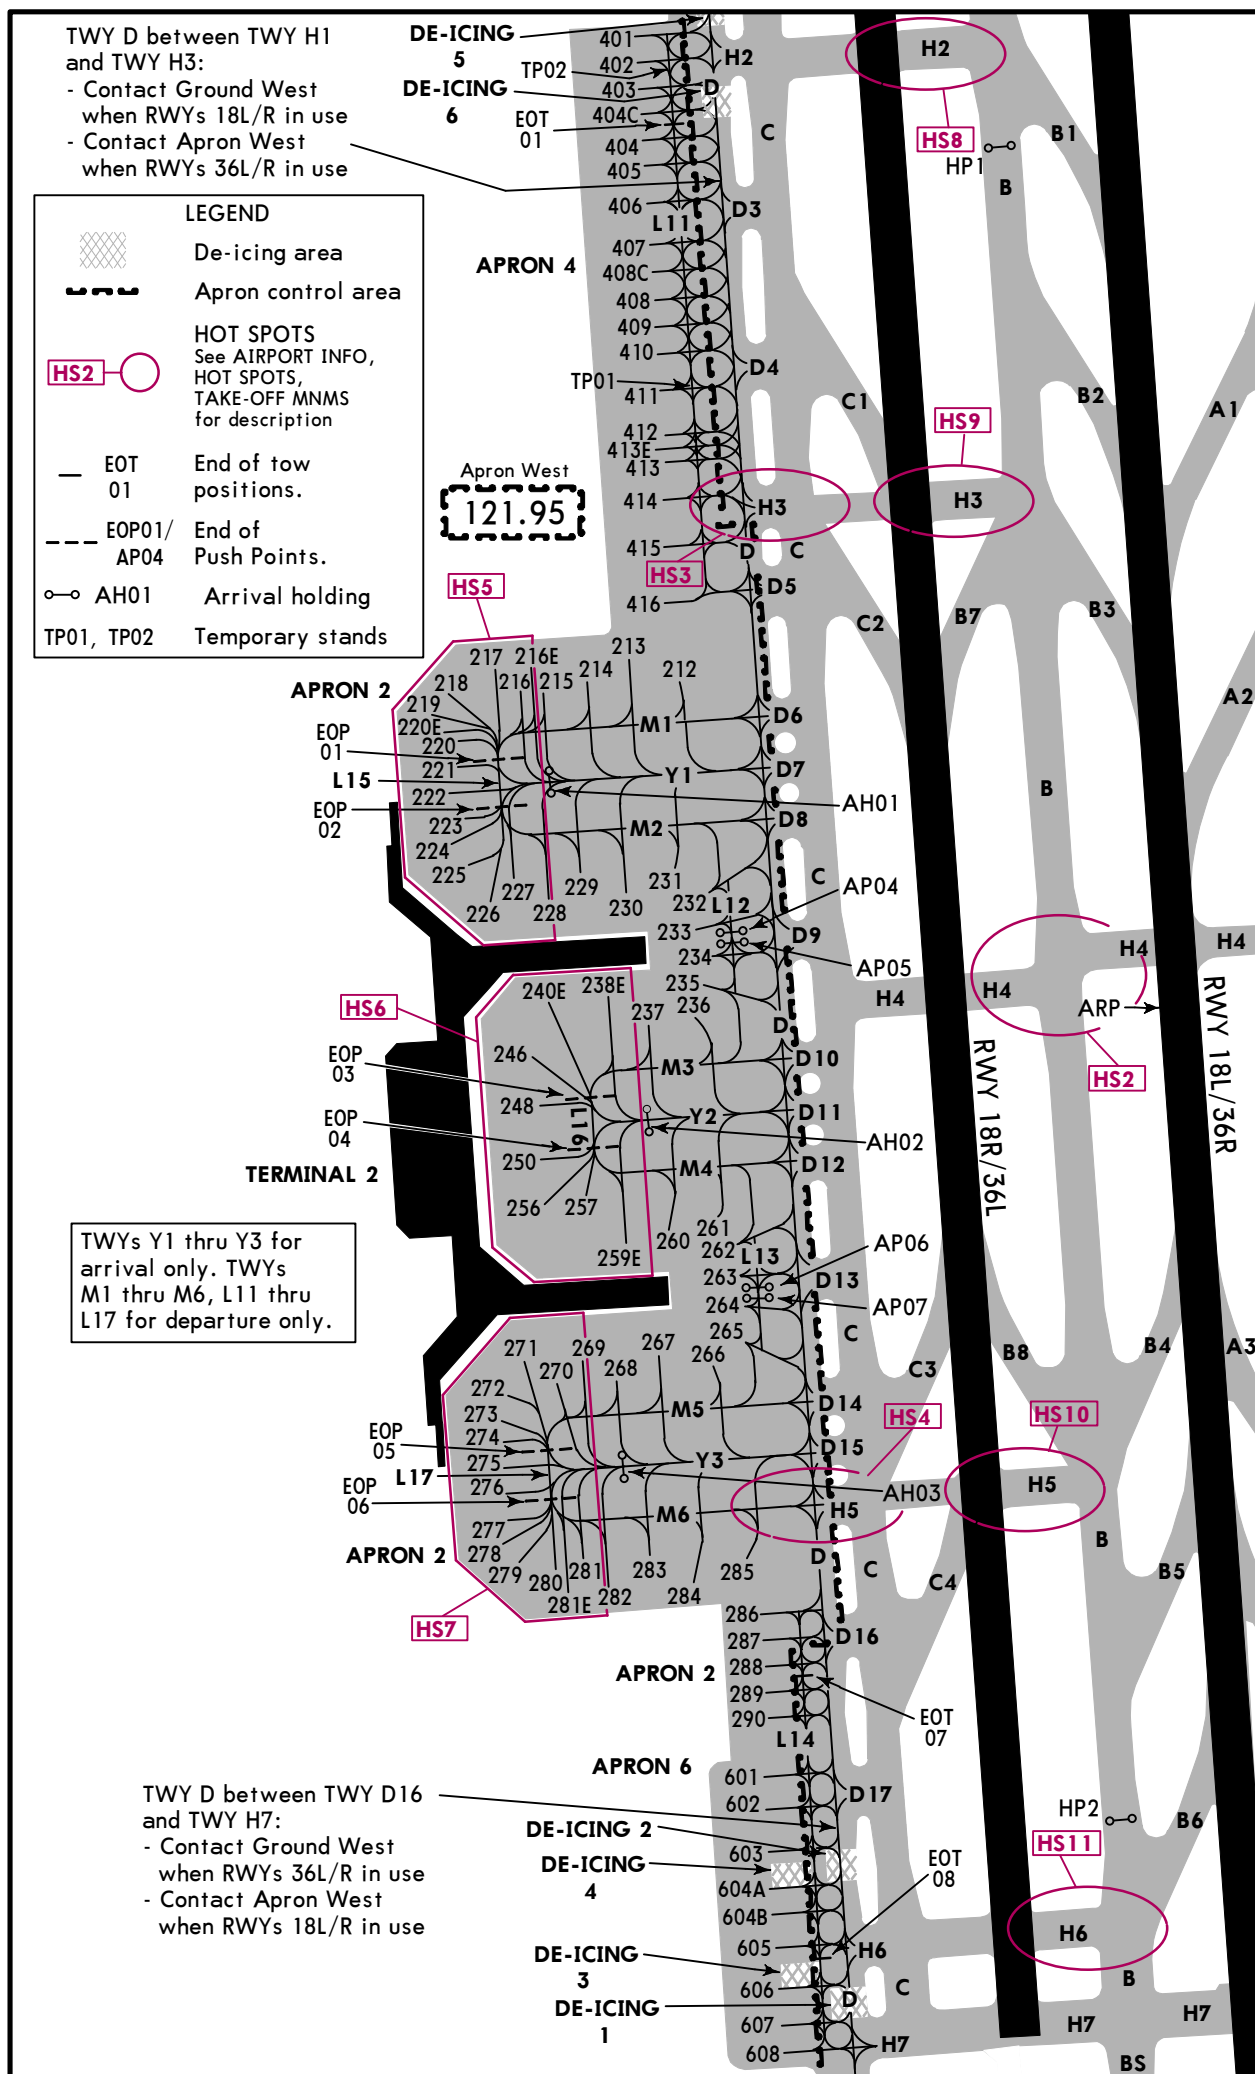 TWY D between TWY H1
and TWY H3:
- Contact Ground West
when RWYs 18L/R in use
- Contact Apron West
when RWYs 36L/R in use
LEGEND
De-icing area
Apron control area
HS2
HOT SPOTS
See AIRPORT INFO,
HOT SPOTS,
TAKE-OFF MNMS
for description
EOT
01
End of tow
positions.
EOP01/
AP04
End of
Push Points.
AH01
Arrival holding
TP01, TP02
Temporary stands
DE-ICING
5
DE-ICING
6
401
402
TP02
403
404C
EOT
01
404
405
406
L11
407
408C
408
409
410
TP01
411
412
413E
413
414
415
416
APRON 4
H2
D
C
D3
D4
H3
D
C
D5
H2
HS8
HP1
B1
B
C1
HS9
H3
B2
A1
HS3
C2
B7
B3
A2
Apron West
121.95
HS5
APRON 2
217
216E
213
218
216
215
214
212
219
220E
220
221
EOP
01
L15
222
EOP
02
223
224
225
226
227
228
229
230
231
232
M1
Y1
M2
D6
D7
D8
AH01
C
B
L12
233
234
235
AP04
D9
AP05
H4
H4
H4
H4
ARP
HS2
RWY 18R/36L
RWY 18L/36R
HS6
240E
238E
237
236
246
EOP
03
248
L16
EOP
04
250
256
257
259E
260
261
262
M3
Y2
M4
D
D10
D11
D12
AH02
TERMINAL 2
TWYs Y1 thru Y3 for
arrival only. TWYs
M1 thru M6, L11 thru
L17 for departure only.
L13
263
264
265
AP06
D13
AP07
C
C3
B8
B4
A3
271
270
269
268
267
266
272
273
274
EOP
05
275
L17
276
EOP
06
277
278
279
280
281
281E
282
283
284
285
M5
Y3
M6
D14
D15
HS4
AH03
H5
D
C
C4
HS10
H5
B
B5
APRON 2
HS7
286
287
288
289
290
D16
APRON 2
EOT
07
L14
APRON 6
601
602
D17
TWY D between TWY D16
and TWY H7:
- Contact Ground West
when RWYs 36L/R in use
- Contact Apron West
when RWYs 18L/R in use
DE-ICING 2
603
DE-ICING
4
604A
604B
EOT
08
605
H6
DE-ICING
3
606
DE-ICING
1
607
608
D
C
H7
HP2
B6
HS11
H6
B
H7
H7
BS